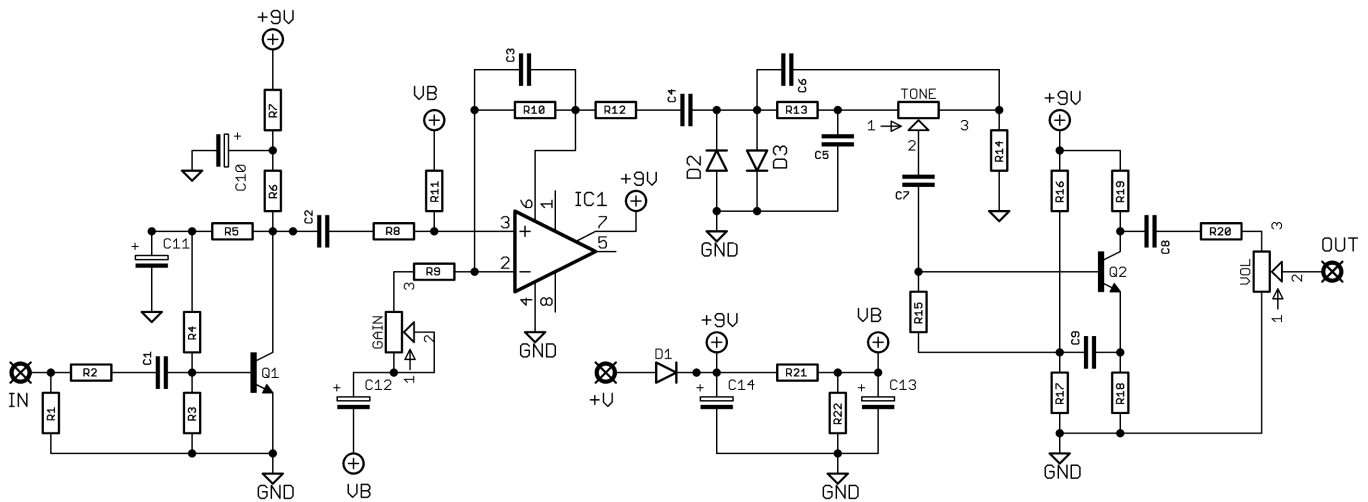 +9V
R7
+
C10
R6
C11
+
R5
C2
R8
R4
C1
R2
IN
R1
R3
Q1
GND
VB
R11
C3
R10
R12
C4
6
1
IC1
+9V
3
+
7
5
2
−
4
8
GND
R9
3
GAIN
2
1
+
C12
VB
C6
R13
TONE
1
3
2
D2
D3
C5
C7
R14
GND
+9V
D1
+V
+
C14
R21
VB
+
C13
R22
GND
+9V
R16
R19
C8
R20
3
VOL
2
1
OUT
Q2
R15
C9
R17
R18
GND